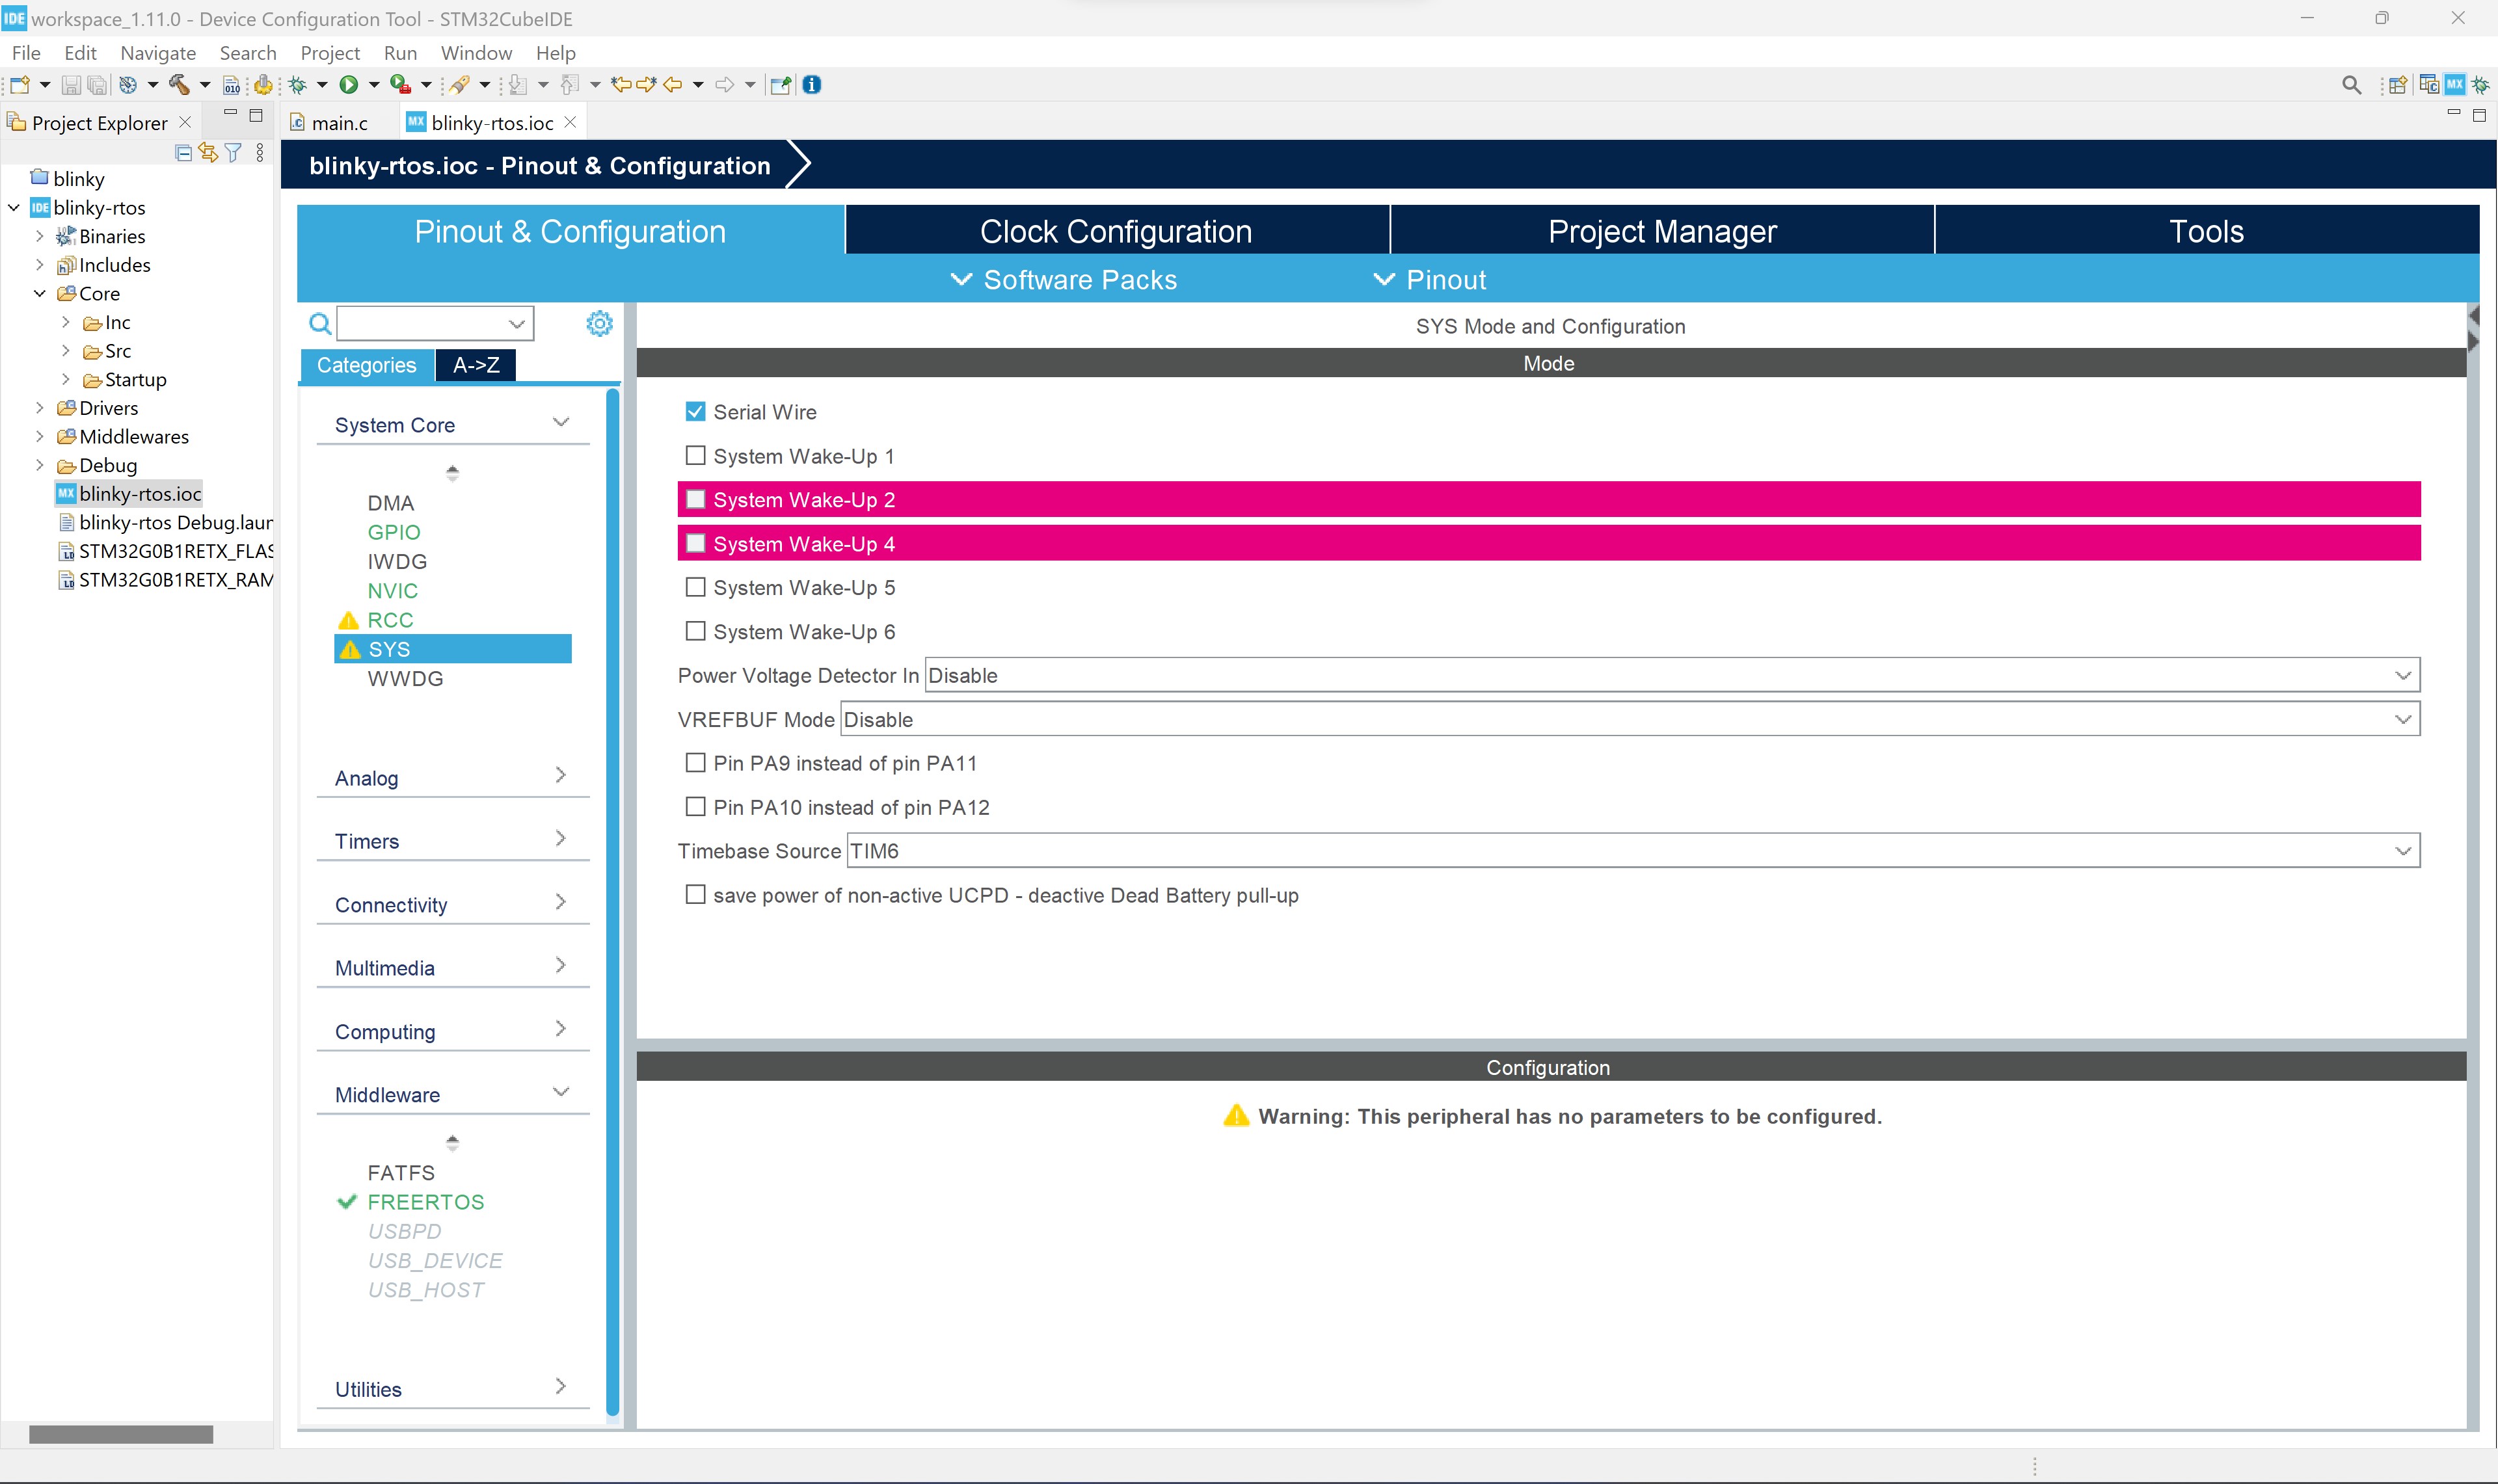 IDE workspace_1.11.0 - Device Configuration Tool - STM32CubeIDE
File Edit Navigate Search Project Run Window Help
010
MX
Project Explorer
main.c
MX blinky-rtos.ioc
blinky
IDE blinky-rtos
Binaries
Includes
Core
Inc
Src
Startup
Drivers
Middlewares
Debug
MX blinky-rtos.ioc
blinky-rtos Debug.laun
STM32G0B1RETX_FLAS
STM32G0B1RETX_RAM
blinky-rtos.ioc - Pinout & Configuration
Pinout & Configuration
Clock Configuration
Project Manager
Tools
Software Packs
Pinout
Categories
A->Z
System Core
DMA
GPIO
IWDG
NVIC
RCC
SYS
WWDG
Analog
Timers
Connectivity
Multimedia
Computing
Middleware
FATFS
FREERTOS
USBPD
USB_DEVICE
USB_HOST
Utilities
SYS Mode and Configuration
Mode
Serial Wire
System Wake-Up 1
System Wake-Up 2
System Wake-Up 4
System Wake-Up 5
System Wake-Up 6
Power Voltage Detector In Disable
VREFBUF Mode Disable
Pin PA9 instead of pin PA11
Pin PA10 instead of pin PA12
Timebase Source TIM6
save power of non-active UCPD - deactive Dead Battery pull-up
Configuration
Warning: This peripheral has no parameters to be configured.